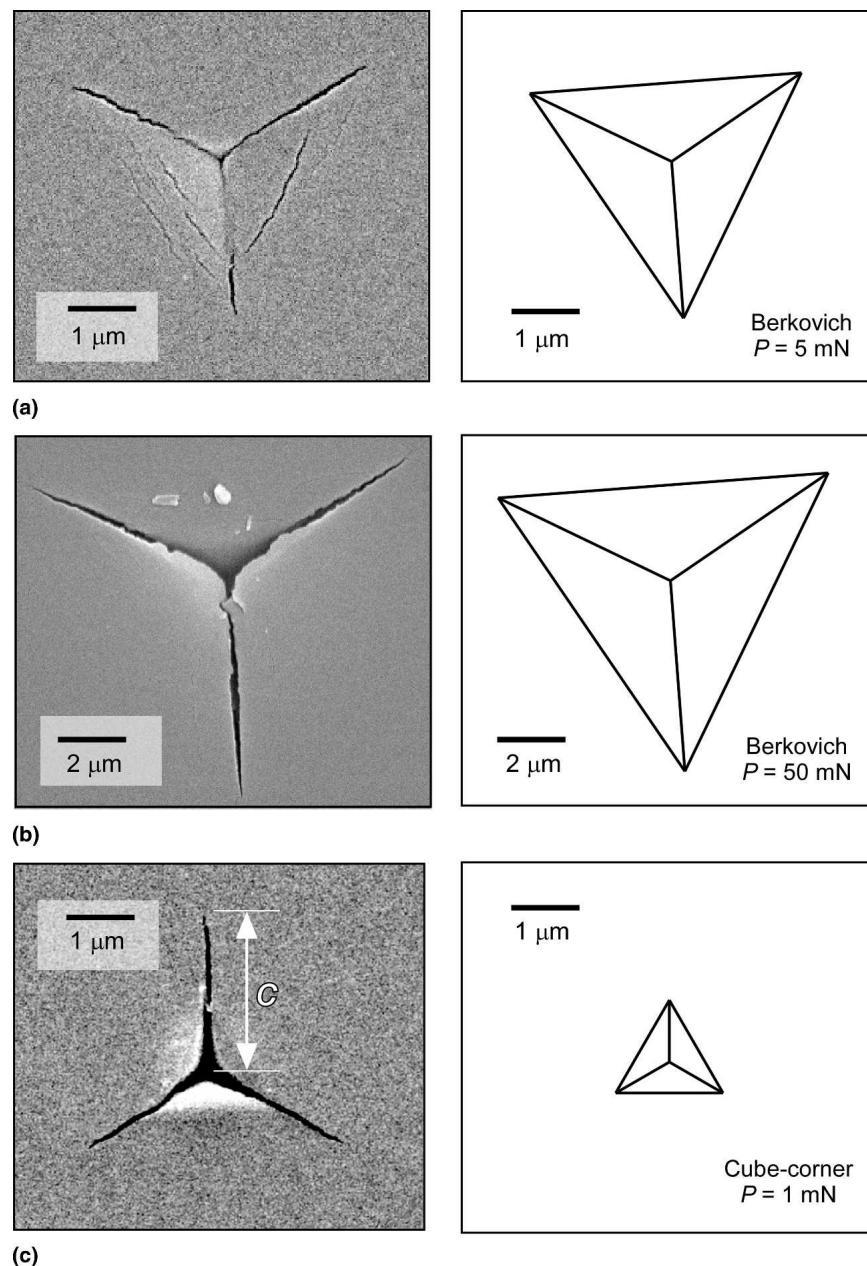 1 μm
1 μm
Berkovich
P = 5 mN
(a)
2 μm
2 μm
Berkovich
P = 50 mN
(b)
1 μm
C
1 μm
Cube-corner
P = 1 mN
(c)